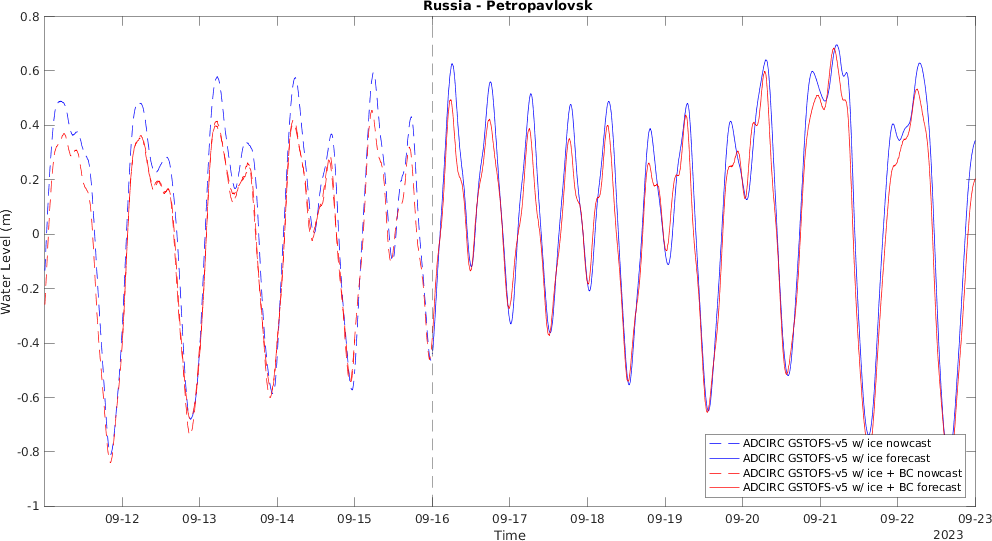 Russia - Petropavlovsk
0.8
0.6
0.4
0.2
0
-0.2
-0.4
-0.6
-0.8
-1
Water Level (m)
ADCIRC GSTOFS-v5 w/ ice nowcast
ADCIRC GSTOFS-v5 w/ ice forecast
ADCIRC GSTOFS-v5 w/ ice + BC nowcast
ADCIRC GSTOFS-v5 w/ ice + BC forecast
09-12 09-13 09-14 09-15 09-16 09-17 09-18 09-19 09-20 09-21 09-22 09-23
Time
2023